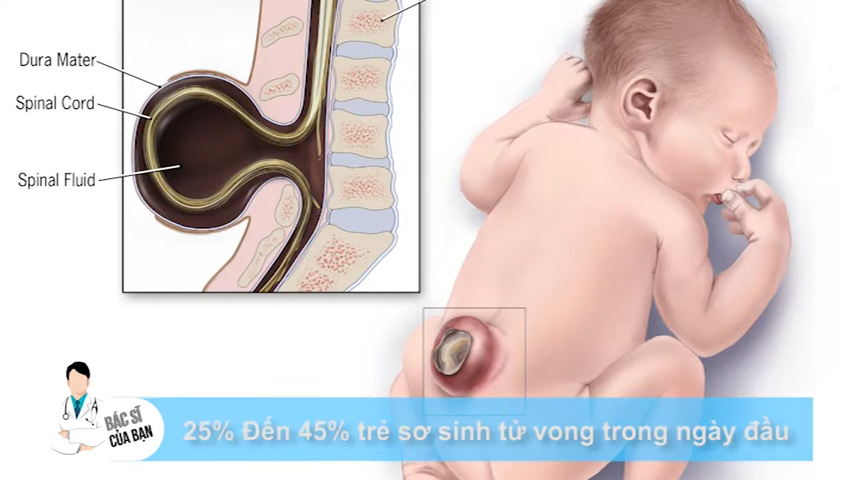 Dura Mater
Spinal Cord
Spinal Fluid
BÁC SĨ
CỦA BẠN
25% Đến 45% trẻ sơ sinh tử vong trong ngày đầu